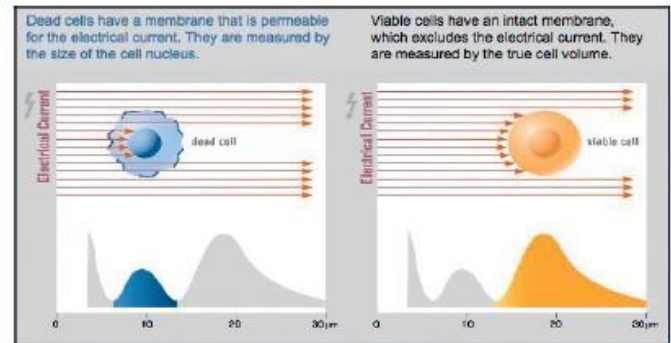 Dead cells have a membrane that is permeable
for the electrical current. They are measured by
the size of the cell nucleus.
Viable cells have an intact membrane,
which excludes the electrical current. They
are measured by the true cell volume.
Electrical Current
dead cell
0 10 20 30 µm
Electrical Current
viable cell
0 10 20 30 µm